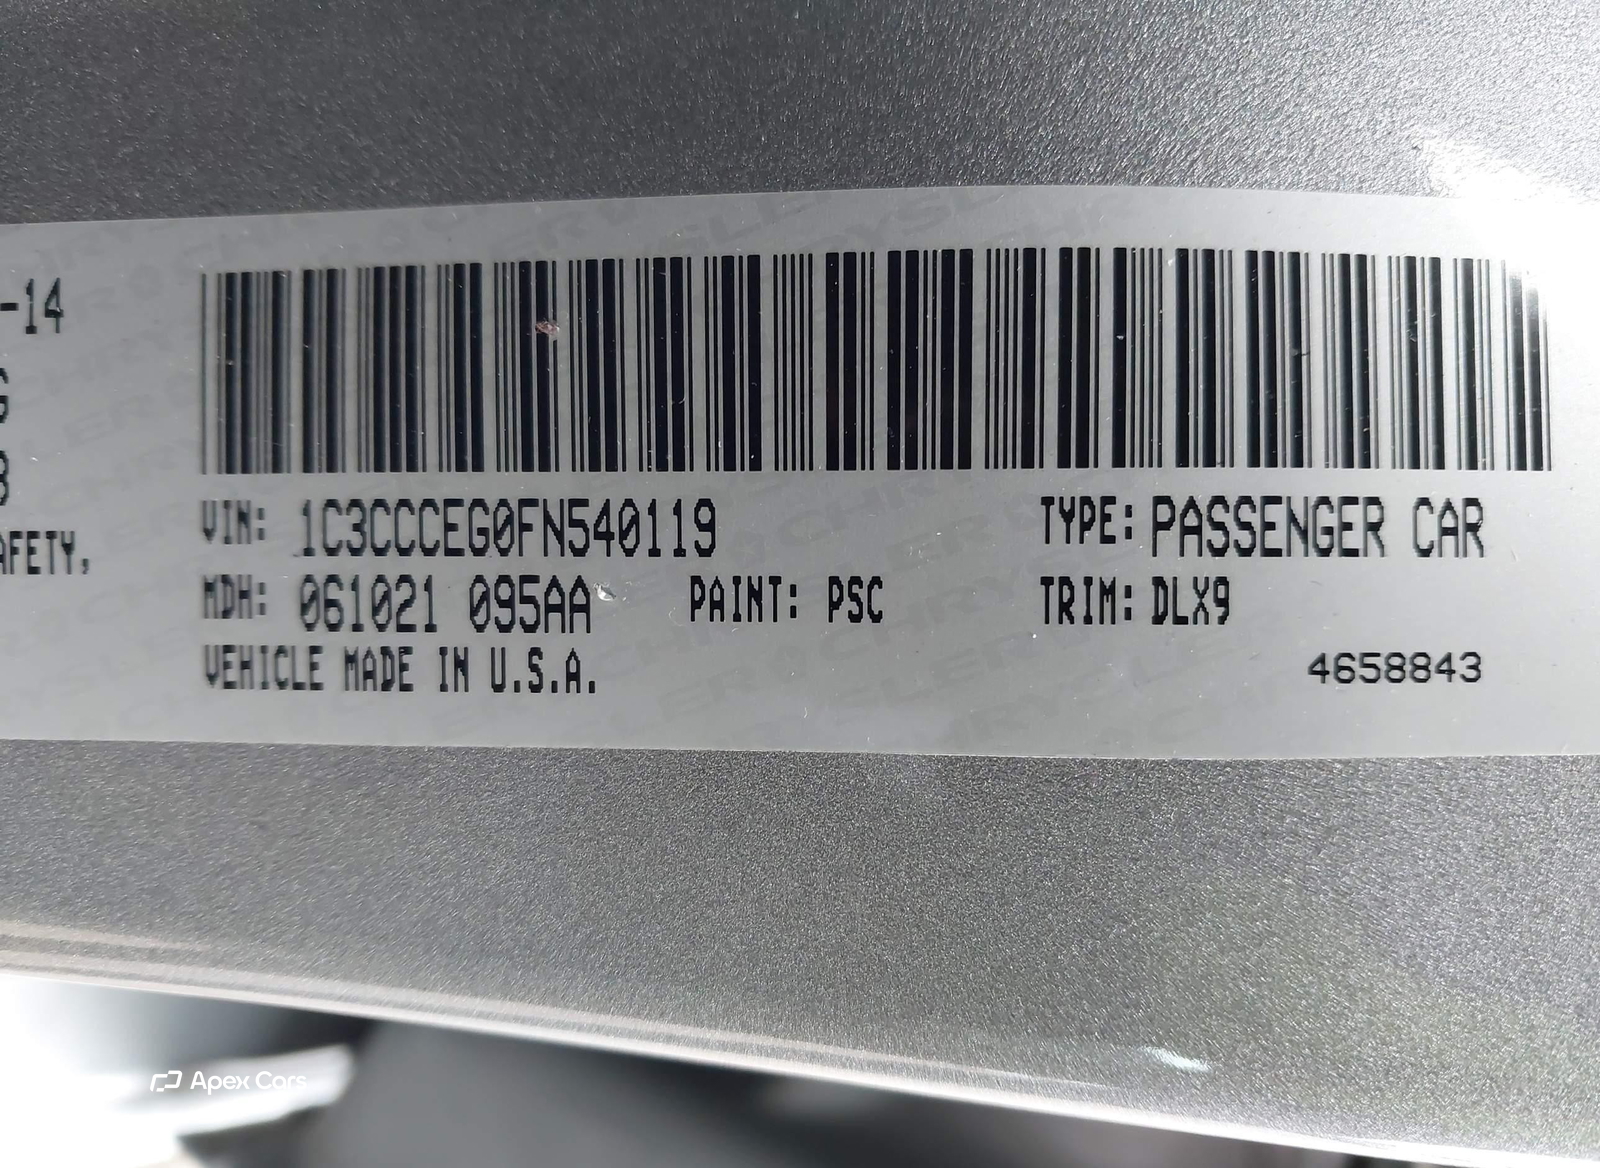 -14
G
8
AFETY,
VIN: 1C3CCCEG0FN540119
TYPE: PASSENGER CAR
MDH: 061021 095AA
PAINT: PSC
TRIM: DLX9
VEHICLE MADE IN U.S.A.
4658843
Apex Cars